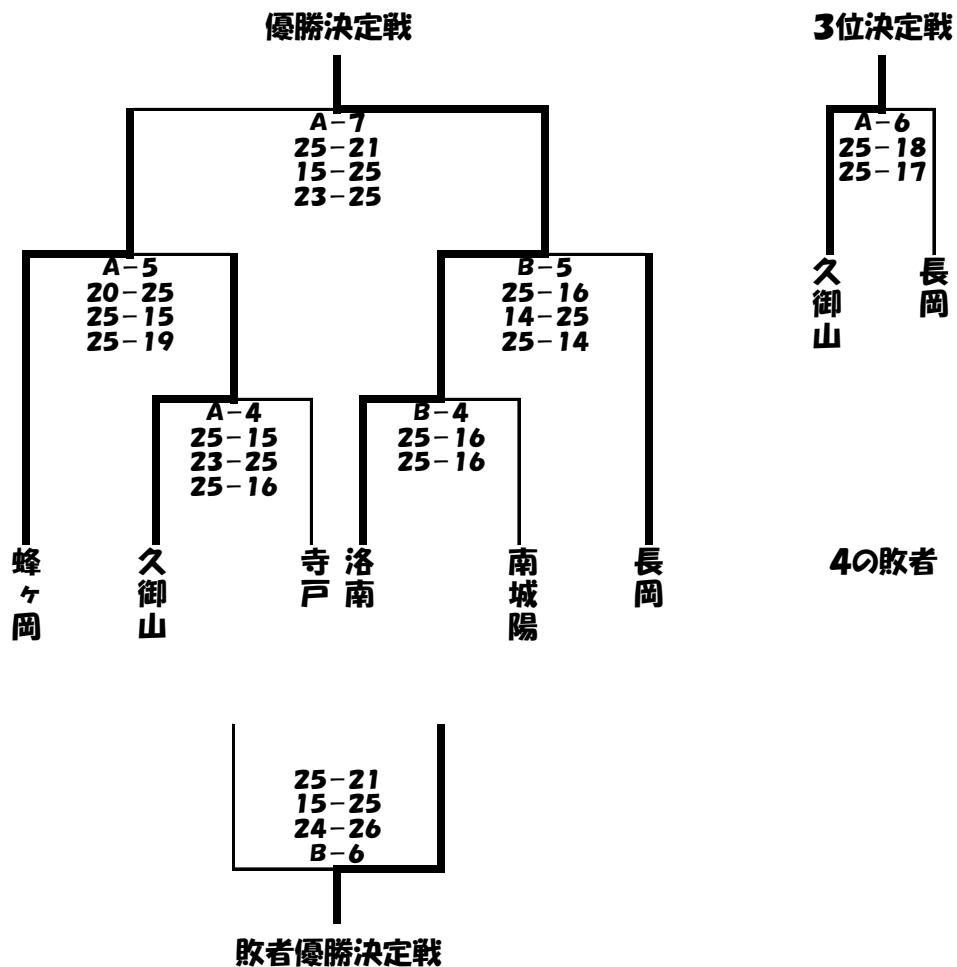 優勝決定戦
3位決定戦
A-7
25-21
15-25
23-25
A-6
25-18
25-17
久御山
長岡
A-5
20-25
25-15
25-19
B-5
25-16
14-25
25-14
A-4
25-15
23-25
25-16
B-4
25-16
25-16
蜂ヶ岡
久御山
寺戸
洛南
南城陽
長岡
4の敗者
25-21
15-25
24-26
B-6
敗者優勝決定戦